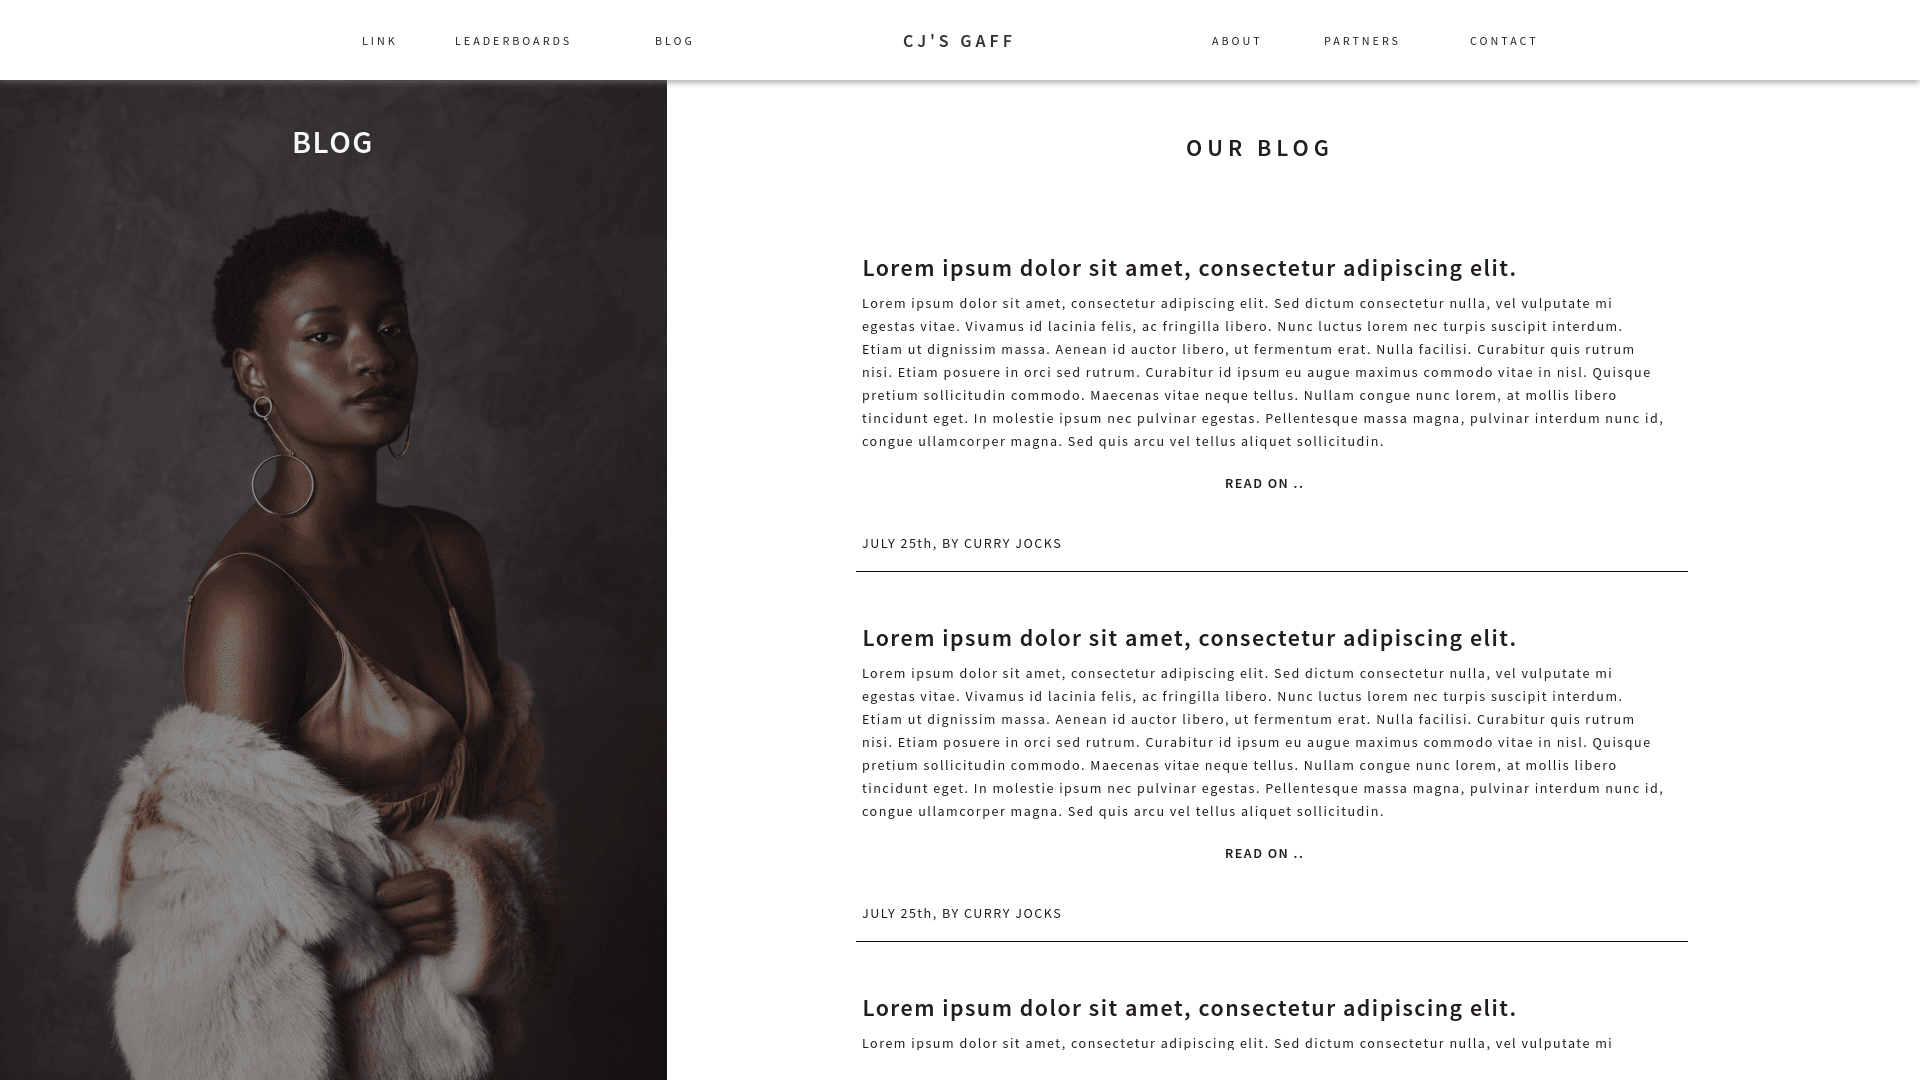 LINK LEADERBOARDS BLOG CJ'S GAFF ABOUT PARTNERS CONTACT
BLOG
OUR BLOG
Lorem ipsum dolor sit amet, consectetur adipiscing elit.
Lorem ipsum dolor sit amet, consectetur adipiscing elit. Sed dictum consectetur nulla, vel vulputate mi
egestas vitae. Vivamus id lacinia felis, ac fringilla libero. Nunc luctus lorem nec turpis suscipit interdum.
Etiam ut dignissim massa. Aenean id auctor libero, ut fermentum erat. Nulla facilisi. Curabitur quis rutrum
nisi. Etiam posuere in orci sed rutrum. Curabitur id ipsum eu augue maximus commodo vitae in nisl. Quisque
pretium sollicitudin commodo. Maecenas vitae neque tellus. Nullam congue nunc lorem, at mollis libero
tincidunt eget. In molestie ipsum nec pulvinar egestas. Pellentesque massa magna, pulvinar interdum nunc id,
congue ullamcorper magna. Sed quis arcu vel tellus aliquet sollicitudin.
READ ON ..
JULY 25th, BY CURRY JOCKS
Lorem ipsum dolor sit amet, consectetur adipiscing elit.
Lorem ipsum dolor sit amet, consectetur adipiscing elit. Sed dictum consectetur nulla, vel vulputate mi
egestas vitae. Vivamus id lacinia felis, ac fringilla libero. Nunc luctus lorem nec turpis suscipit interdum.
Etiam ut dignissim massa. Aenean id auctor libero, ut fermentum erat. Nulla facilisi. Curabitur quis rutrum
nisi. Etiam posuere in orci sed rutrum. Curabitur id ipsum eu augue maximus commodo vitae in nisl. Quisque
pretium sollicitudin commodo. Maecenas vitae neque tellus. Nullam congue nunc lorem, at mollis libero
tincidunt eget. In molestie ipsum nec pulvinar egestas. Pellentesque massa magna, pulvinar interdum nunc id,
congue ullamcorper magna. Sed quis arcu vel tellus aliquet sollicitudin.
READ ON ..
JULY 25th, BY CURRY JOCKS
Lorem ipsum dolor sit amet, consectetur adipiscing elit.
Lorem ipsum dolor sit amet, consectetur adipiscing elit. Sed dictum consectetur nulla, vel vulputate mi